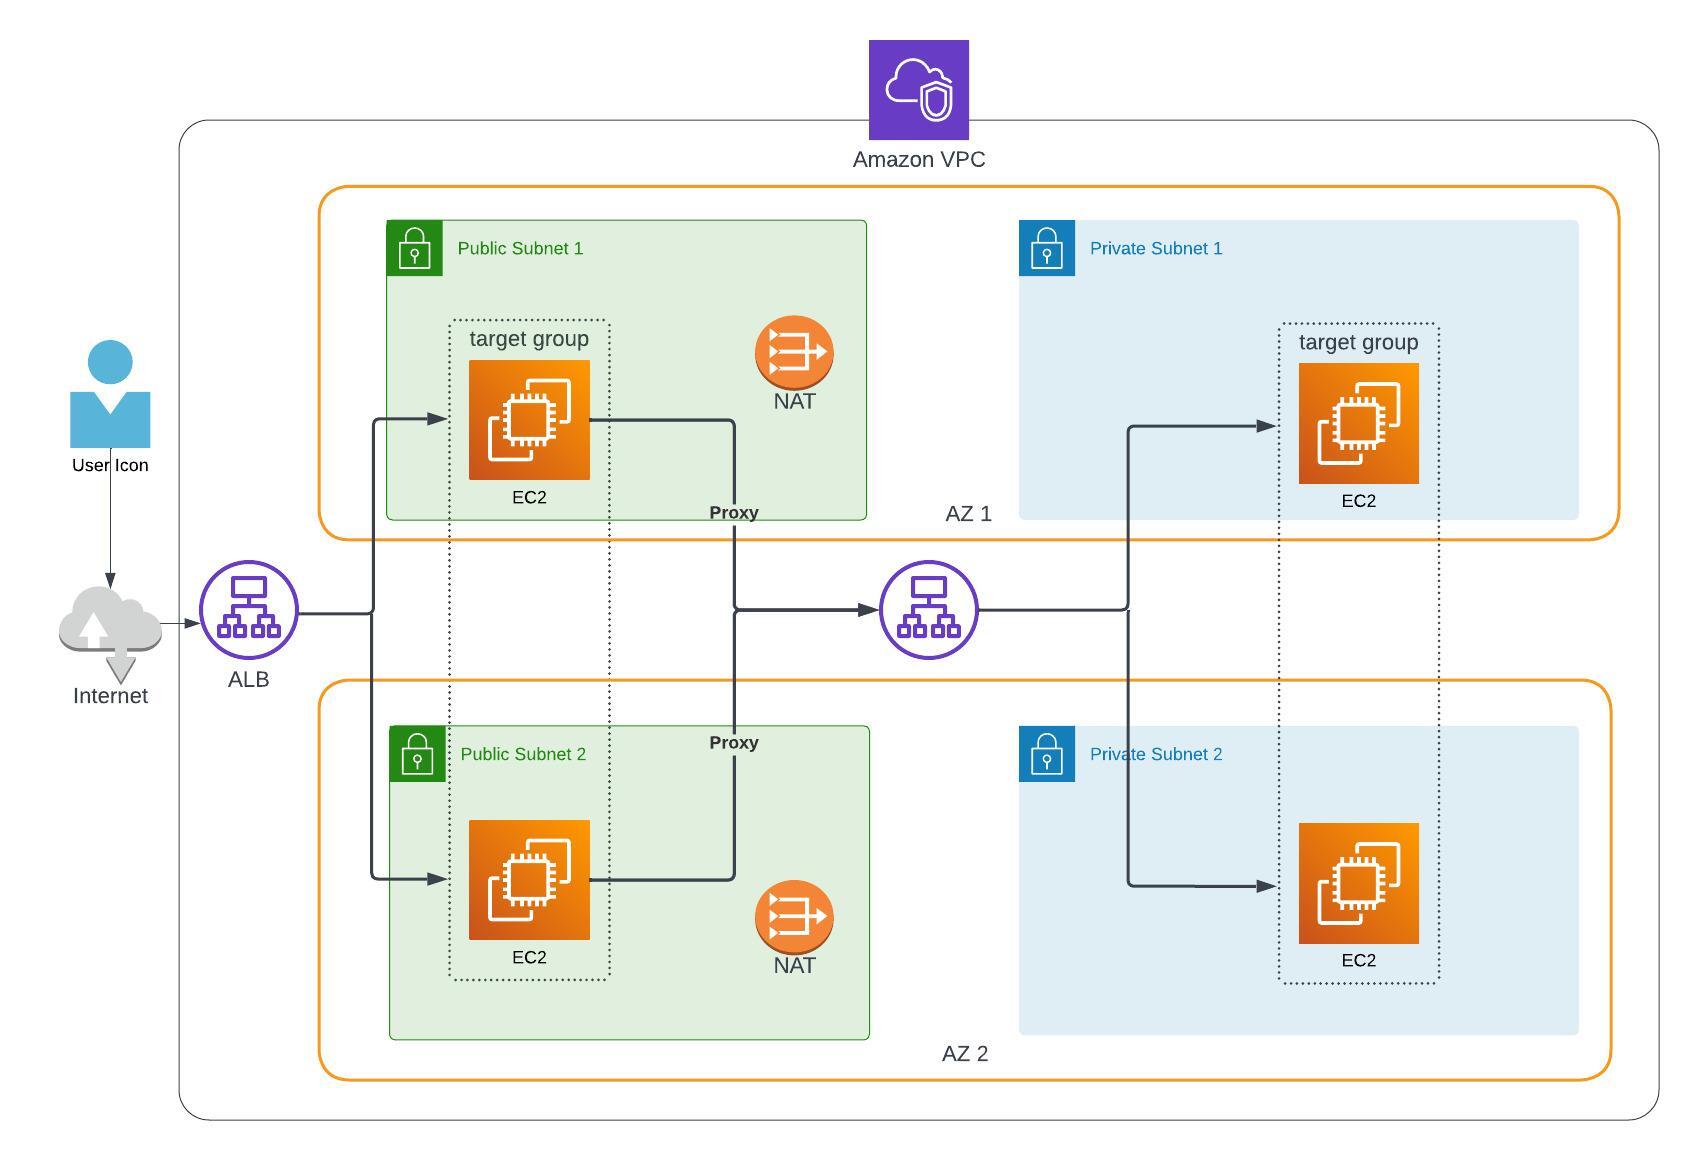 Amazon VPC
Public Subnet 1
Private Subnet 1
target group
target group
NAT
User Icon
EC2
EC2
Proxy
AZ 1
ALB
Internet
Proxy
Public Subnet 2
Private Subnet 2
EC2
EC2
NAT
AZ 2